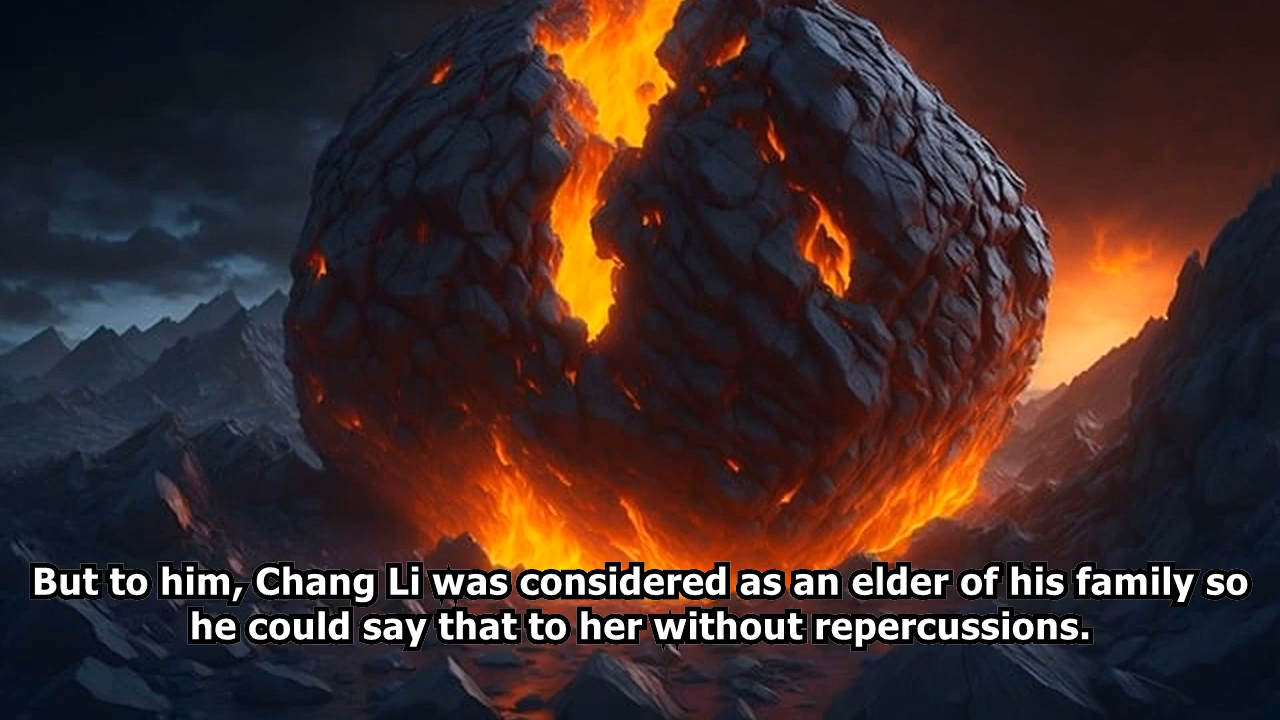 But to him, Chang Li was considered as an elder of his family so
he could say that to her without repercussions.